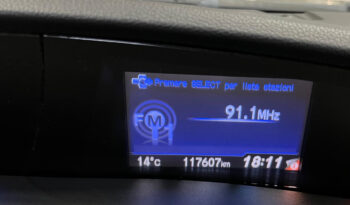 Premere SELECT per lista stazioni
FM
91.1MHz
14°C 117607km 18:11